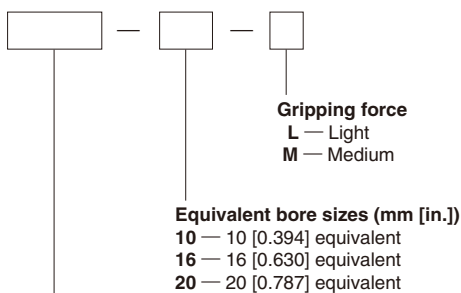 — —
Gripping force
L — Light
M — Medium
Equivalent bore sizes (mm [in.])
10 — 10 [0.394] equivalent
16 — 16 [0.630] equivalent
20 — 20 [0.787] equivalent